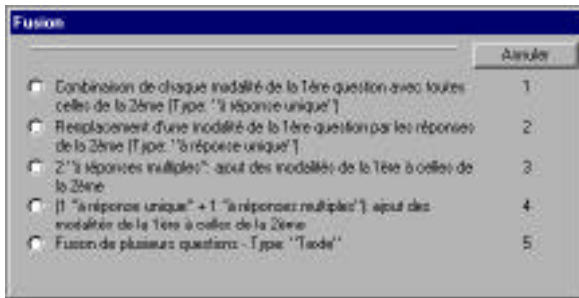 Fusion
Annuler
Combinaison de chaque modalité de la 1ère question avec toutes 1
celles de la 2ème (Type: "à réponse unique")
Remplacement d'une modalité de la 1ère question par les réponses 2
de la 2ème (Type: "à réponse unique")
2 "à réponses multiples": ajout des modalités de la 1ère à celles de 3
la 2ème
(1 "à réponse unique" + 1 "à réponses multiples"): ajout des 4
modalités de la 1ère à celles de la 2ème
Fusion de plusieurs questions - Type: "Texte" 5